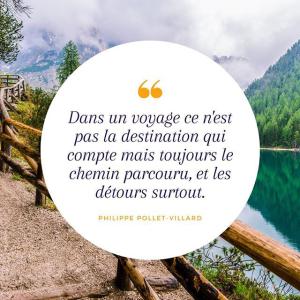 “
Dans un voyage ce n'est
pas la destination qui
compte mais toujours le
chemin parcouru, et les
détours surtout.
PHILIPPE POLLET-VILLARD